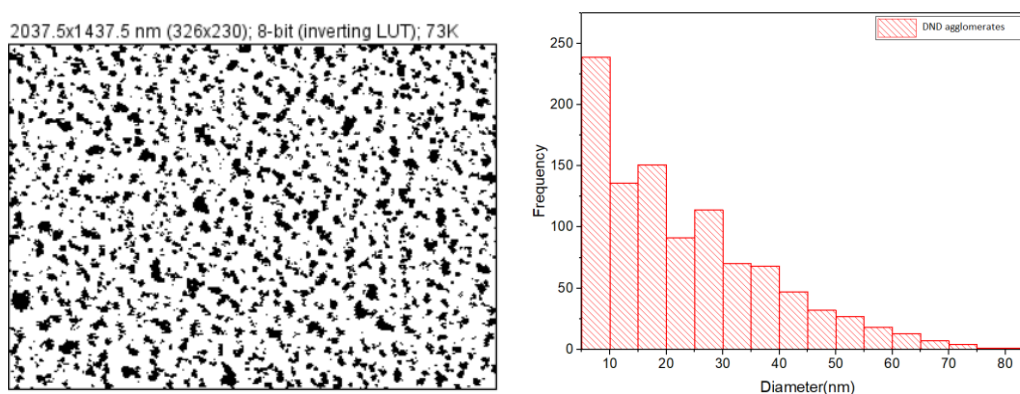 2037.5x1437.5 nm (326x230); 8-bit (inverting LUT); 73K
DND agglomerates
250
200
150
100
50
0
Frequency
10 20 30 40 50 60 70 80
Diameter(nm)